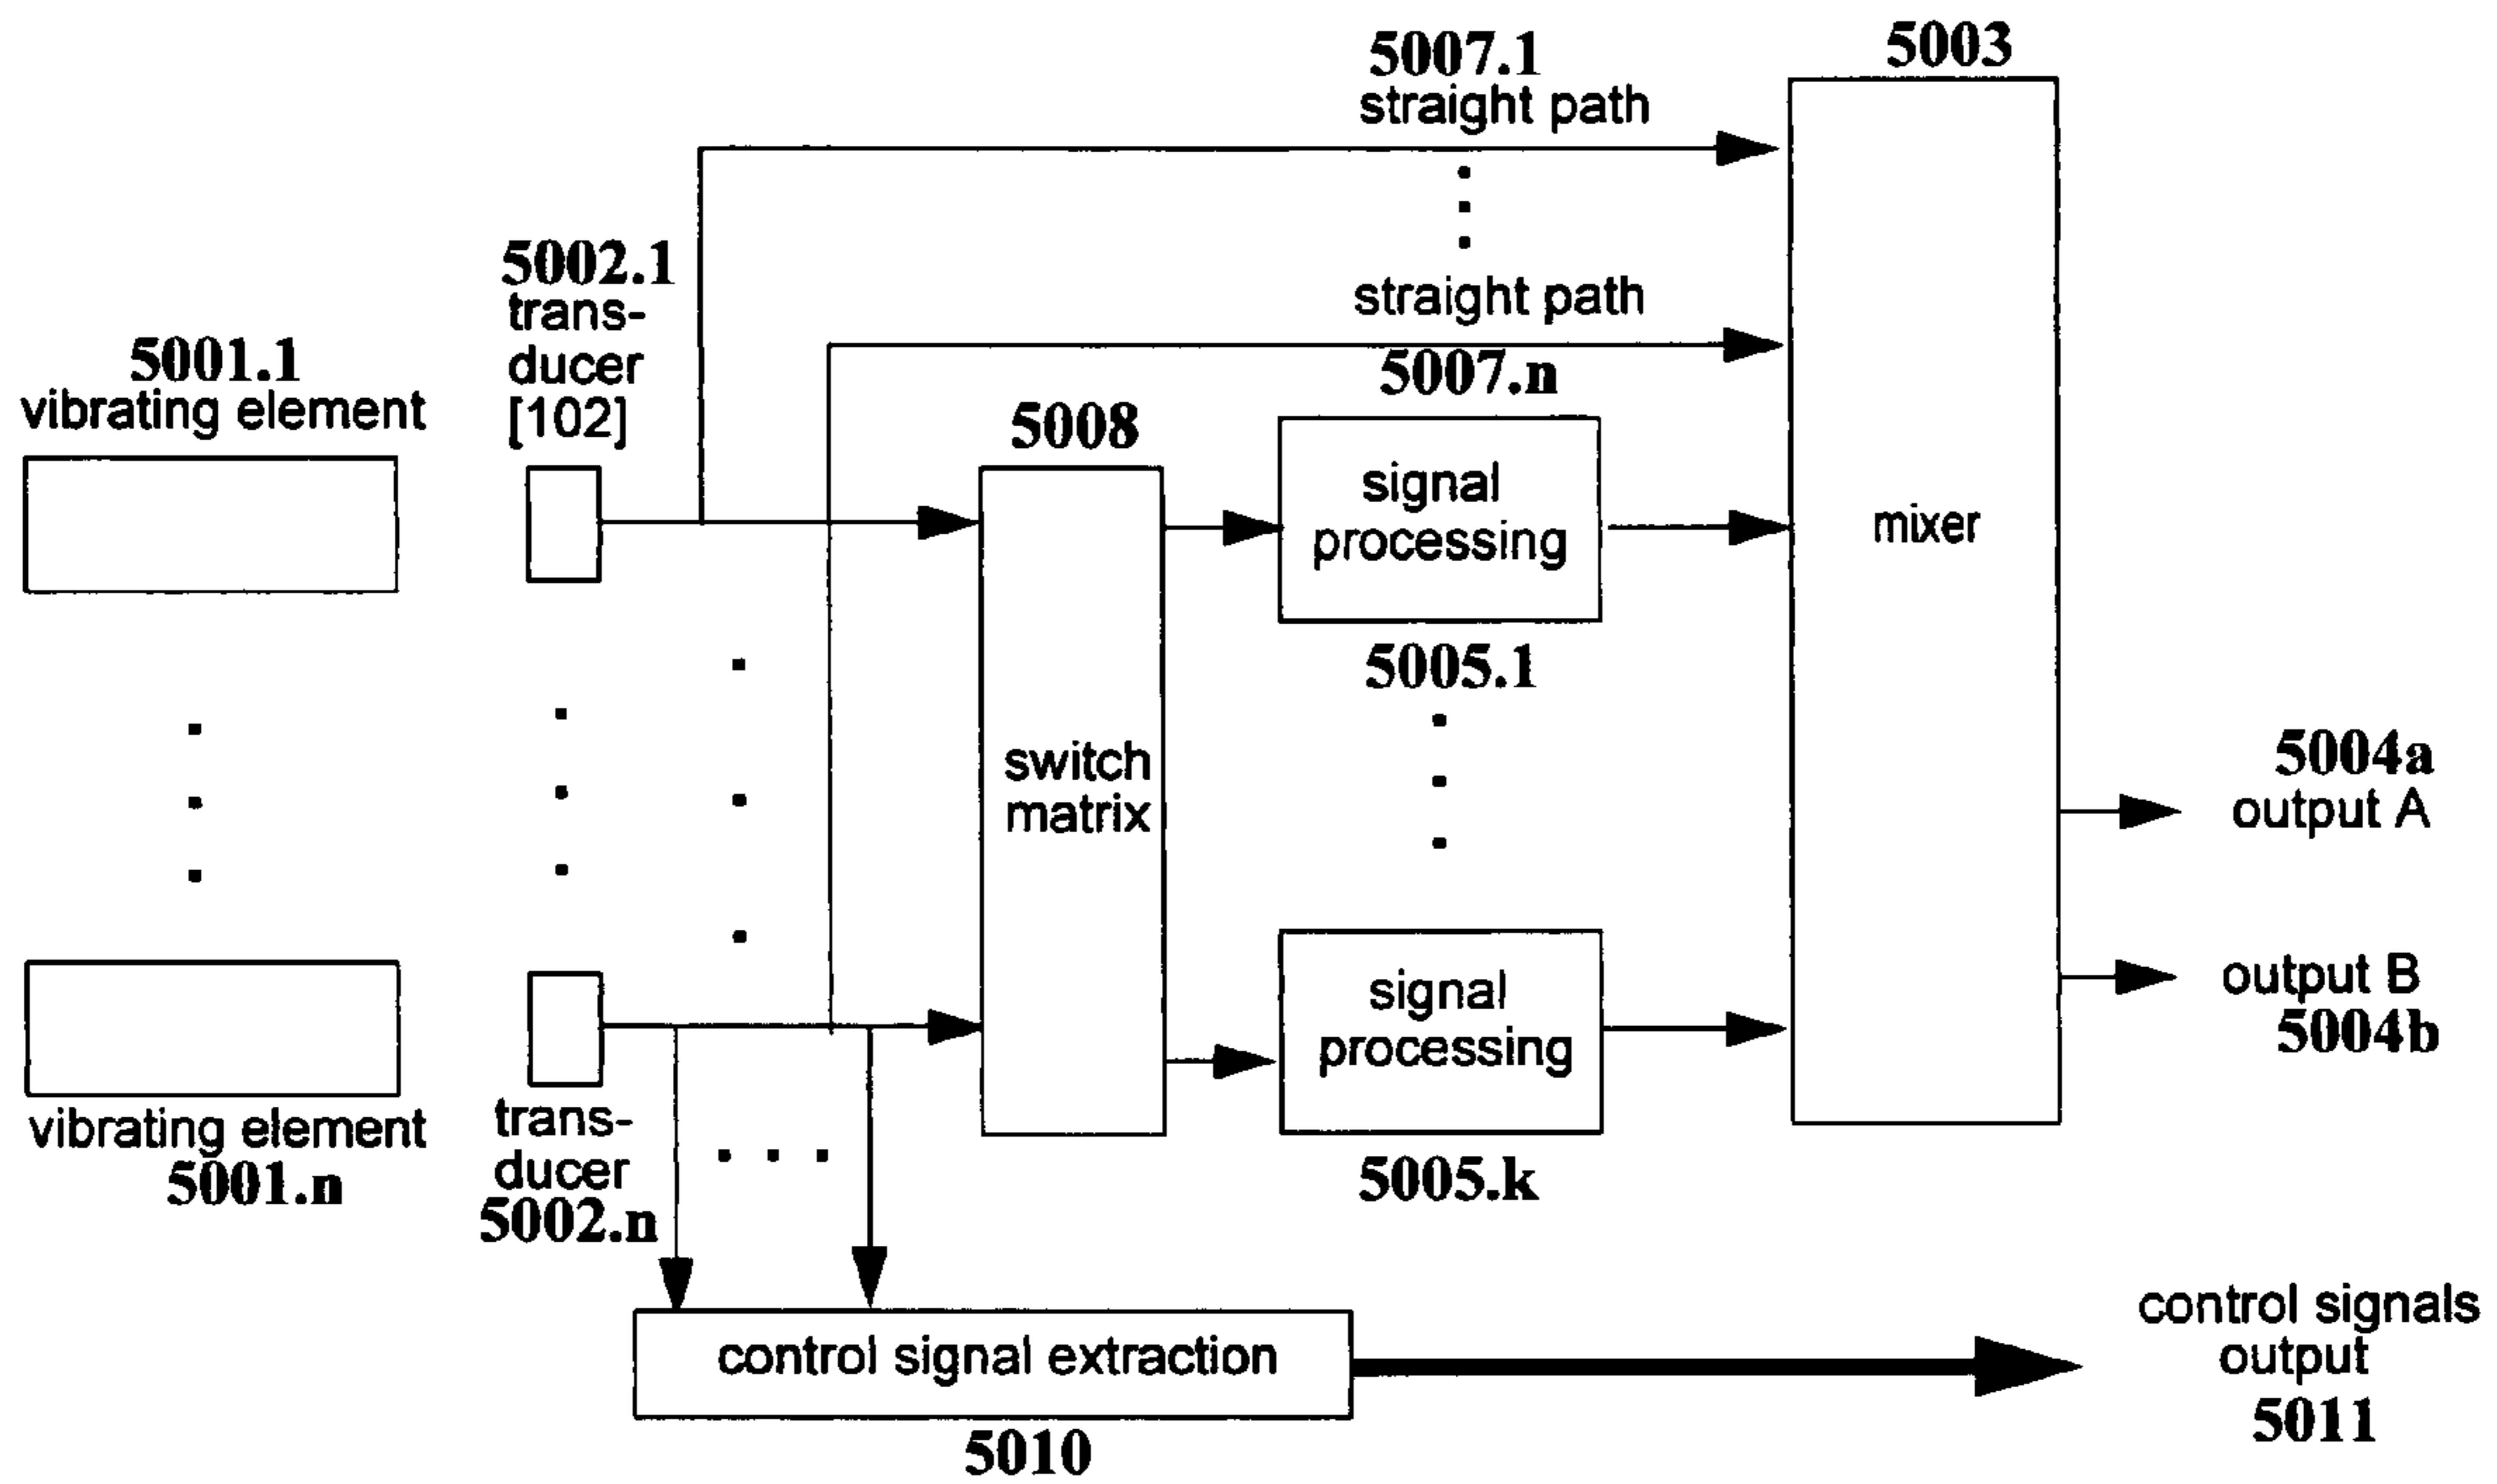 5007.1
straight path
5003
straight path
5007.n
5002.1
trans-
ducer
[102]
5001.1
vibrating element
5008
signal
processing
5005.1
mixer
switch
matrix
5004a
output A
output B
5004b
signal
processing
5005.k
vibrating element
5001.n
trans-
ducer
5002.n
control signal extraction
5010
control signals
output
5011